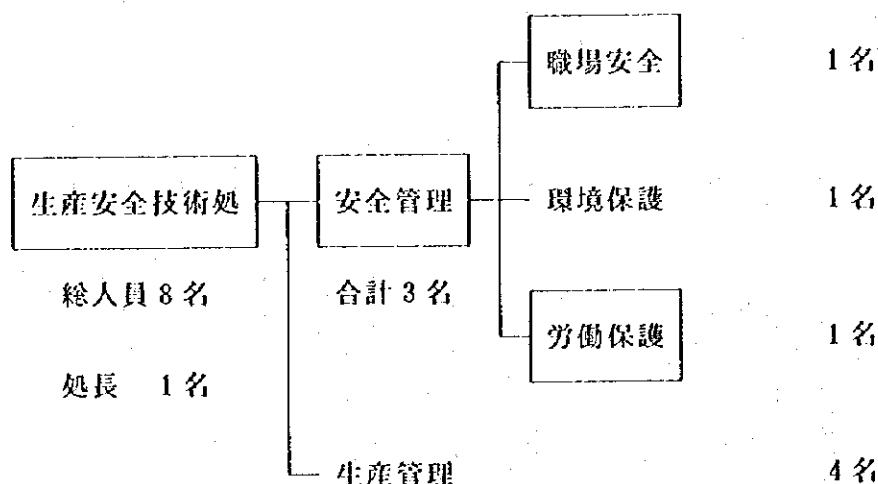 職場安全 1名
生産安全技術処 安全管理 環境保護 1名
総人員8名 合計3名
労働保護 1名
処長 1名
生産管理 4名